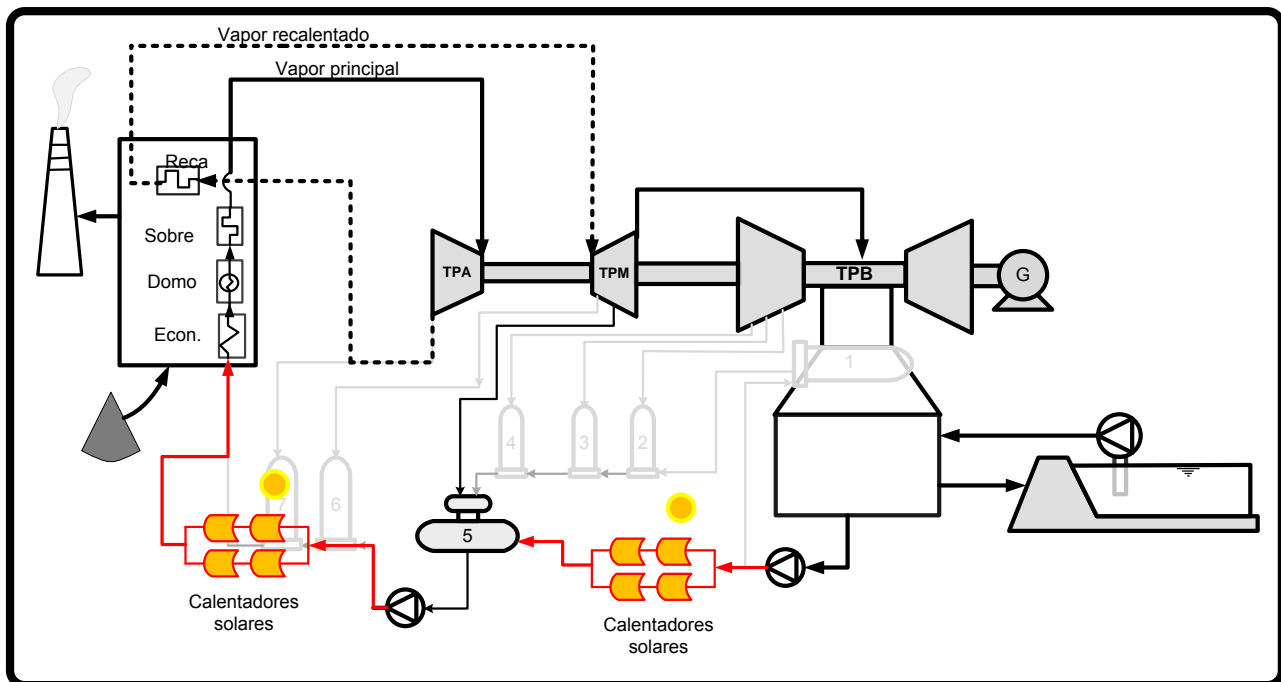 Vapor recalentado
Vapor principal
Reca
Sobre
Domo
Econ.
TPA
TPM
TPB
G
1
4
3
2
7
6
5
Calentadores
solares
Calentadores
solares